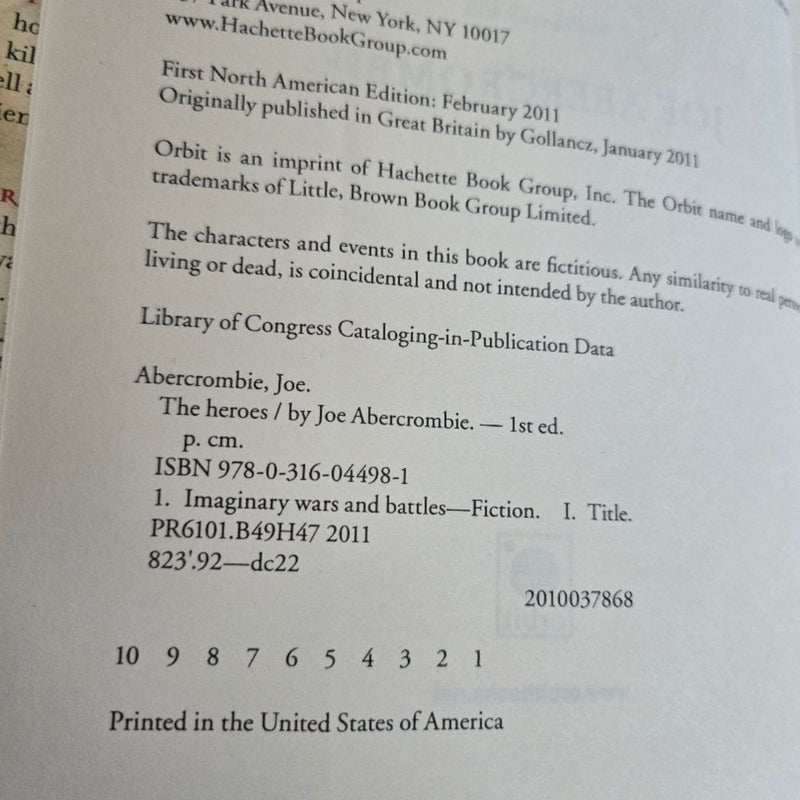 Park Avenue, New York, NY 10017
www.HachetteBookGroup.com
First North American Edition: February 2011
Originally published in Great Britain by Gollancz, January 2011
Orbit is an imprint of Hachette Book Group, Inc. The Orbit name and logo
trademarks of Little, Brown Book Group Limited.
The characters and events in this book are fictitious. Any similarity to real
living or dead, is coincidental and not intended by the author.
Library of Congress Cataloging-in-Publication Data
Abercrombie, Joe.
The heroes / by Joe Abercrombie. — 1st ed.
p. cm.
ISBN 978-0-316-04498-1
1. Imaginary wars and battles—Fiction. I. Title.
PR6101.B49H47 2011
823'.92—dc22
2010037868
10 9 8 7 6 5 4 3 2 1
Printed in the United States of America